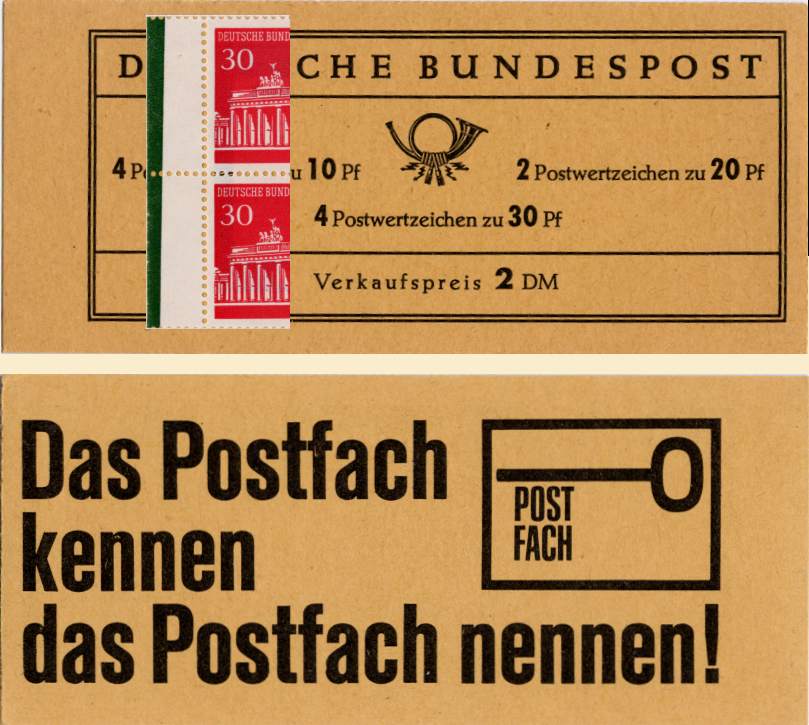 D CHE BUNDESPOST
DEUTSCHE BUND
30
4 P u 10 Pf 2 Postwertzeichen zu 20 Pf
DEUTSCHE BUND
30
4 Postwertzeichen zu 30 Pf
Verkaufspreis 2 DM
Das Postfach
kennen
das Postfach nennen!
POST
FACH